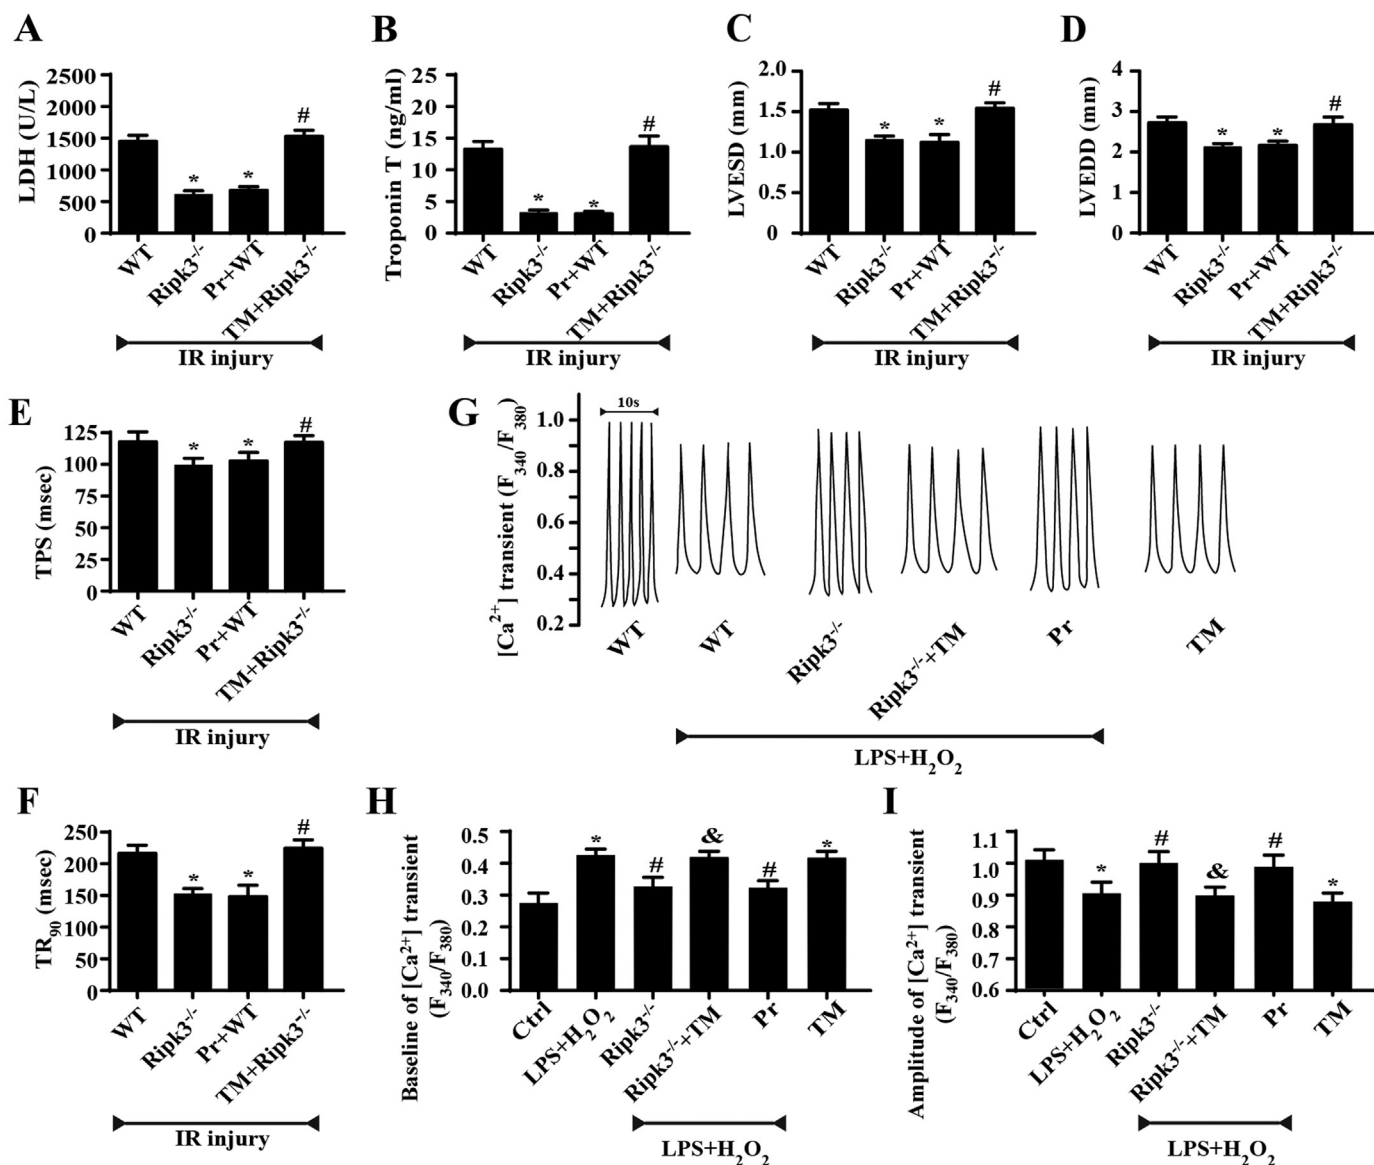 A
LDH (U/L)
2500
2000
1500
1000
500
0
*
*
#
WT
Ripk3-/-
Pr+WT
TM+Ripk3-/-
IR injury
B
Troponin T (ng/ml)
25
20
15
10
5
0
*
*
#
WT
Ripk3-/-
Pr+WT
TM+Ripk3-/-
IR injury
C
LVESD (mm)
2.0
1.5
1.0
0.5
0
*
*
#
WT
Ripk3-/-
Pr+WT
TM+Ripk3-/-
IR injury
D
LVEDD (mm)
4
3
2
1
0
*
*
#
WT
Ripk3-/-
Pr+WT
TM+Ripk3-/-
IR injury
E
TPS (msec)
125
100
75
50
25
0
*
*
#
WT
Ripk3-/-
Pr+WT
TM+Ripk3-/-
IR injury
G
[Ca2+] transient (F340/F380)
1.0
0.8
0.6
0.4
0.2
10s
WT
WT
Ripk3-/-
Ripk3-/-+TM
Pr
TM
LPS+H2O2
F
TR90 (msec)
250
200
150
100
50
0
*
*
#
WT
Ripk3-/-
Pr+WT
TM+Ripk3-/-
IR injury
H
Baseline of [Ca2+] transient
(F340/F380)
0.5
0.4
0.3
0.2
0.1
0.0
*
#
&
#
*
Ctrl
LPS+H2O2
Ripk3-/-
Ripk3-/-+TM
Pr
TM
LPS+H2O2
I
Amplitude of [Ca2+] transient
(F340/F380)
1.1
1.0
0.9
0.8
0.7
0.6
*
#
&
#
*
Ctrl
LPS+H2O2
Ripk3-/-
Ripk3-/-+TM
Pr
TM
LPS+H2O2